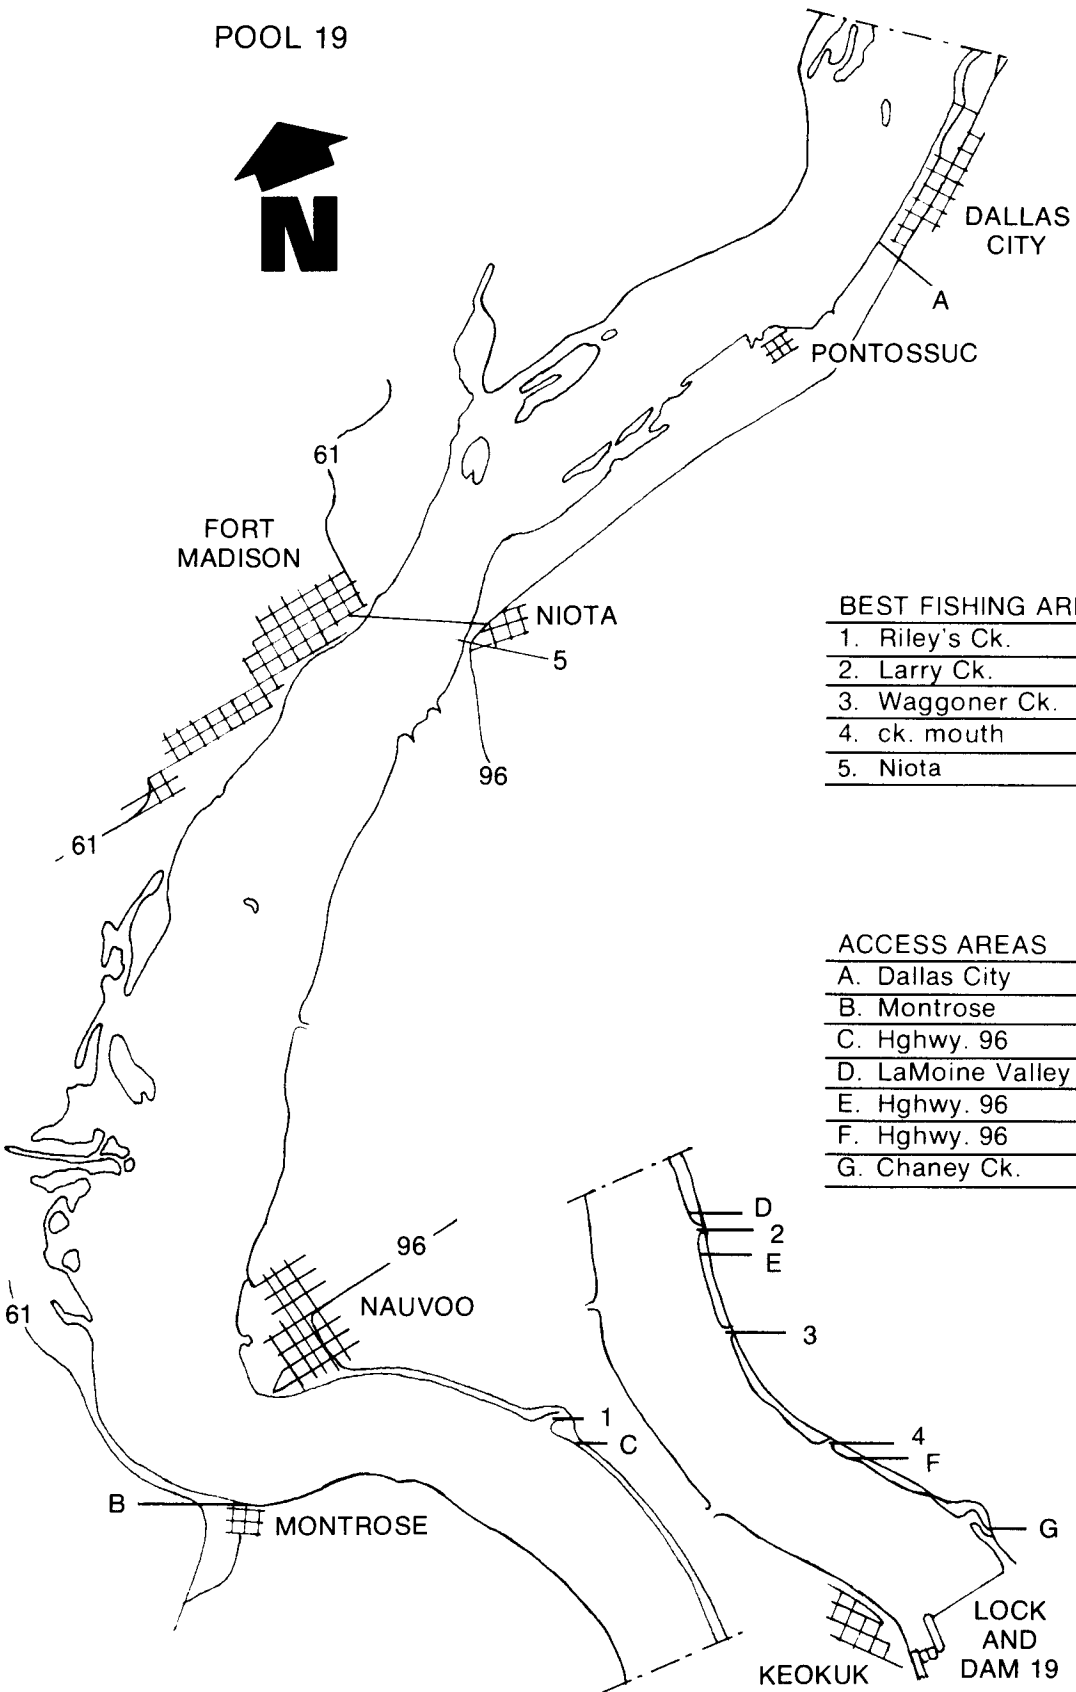 POOL 19
N
DALLAS
CITY
A
PONTOSSUC
61
FORT
MADISON
NIOTA
5
96
61
BEST FISHING ARE
1. Riley's Ck.
2. Larry Ck.
3. Waggoner Ck.
4. ck. mouth
5. Niota
ACCESS AREAS
A. Dallas City
B. Montrose
C. Hghwy. 96
D. LaMoine Valley
E. Hghwy. 96
F. Hghwy. 96
G. Chaney Ck.
D
2
E
3
4
F
G
96
NAUVOO
61
1
C
B
MONTROSE
KEOKUK
LOCK
AND
DAM 19